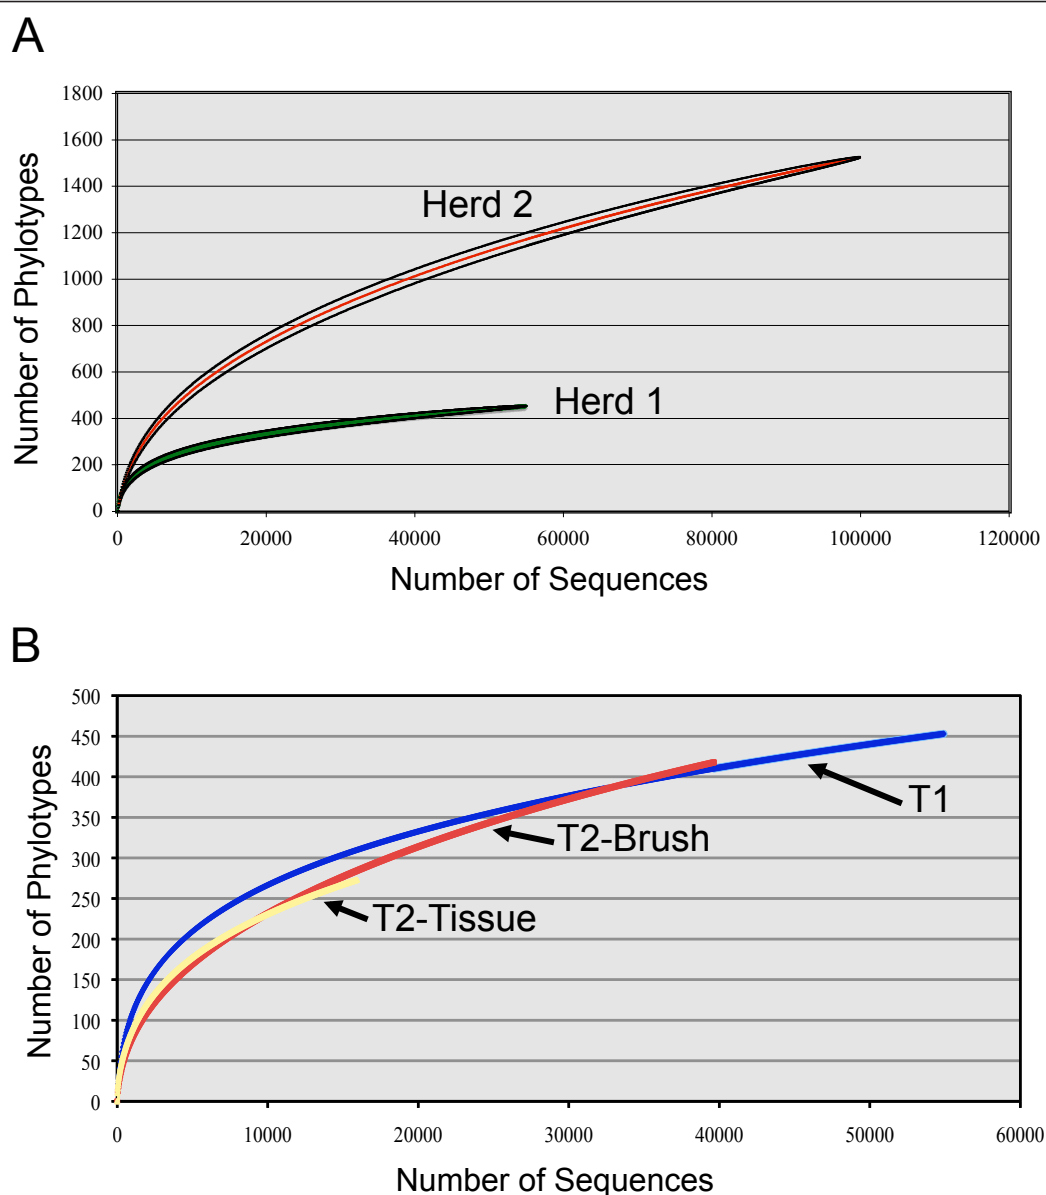 A
Number of Phylotypes
1800
1600
1400
1200
1000
800
600
400
200
0
Herd 2
Herd 1
0 20000 40000 60000 80000 100000 120000
Number of Sequences
B
Number of Phylotypes
500
450
400
350
300
250
200
150
100
50
0
T1
T2-Brush
T2-Tissue
0 10000 20000 30000 40000 50000 60000
Number of Sequences